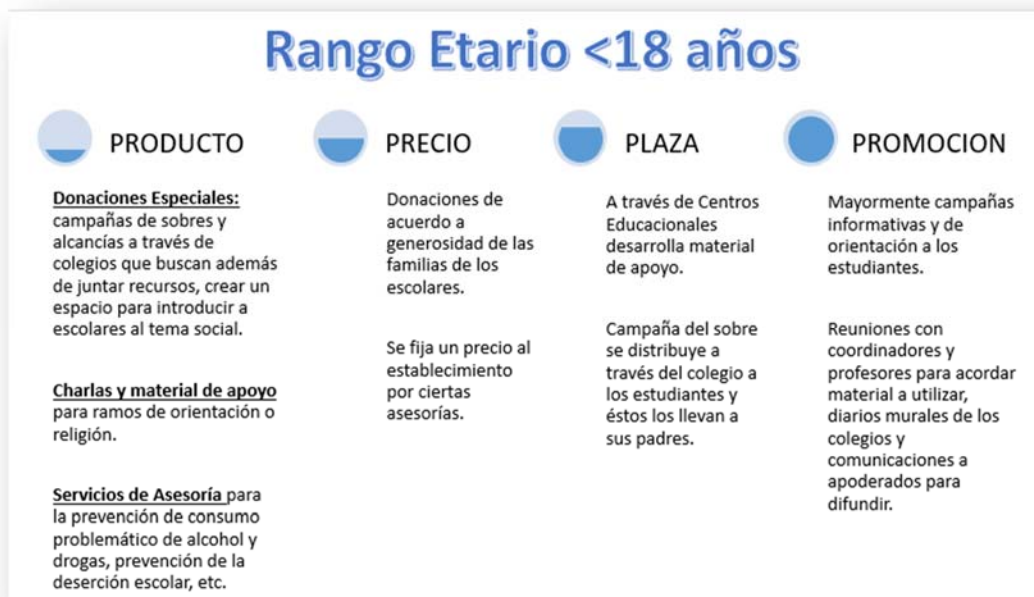 Rango Etario <18 años
PRODUCTO
Donaciones Especiales:
campañas de sobres y
alcancías a través de
colegios que buscan además
de juntar recursos, crear un
espacio para introducir a
escolares al tema social.
Charlas y material de apoyo
para ramos de orientación o
religión.
Servicios de Asesoría para
la prevención de consumo
problemático de alcohol y
drogas, prevención de la
deserción escolar, etc.
PRECIO
Donaciones de
acuerdo a
generosidad de las
familias de los
escolares.
Se fija un precio al
establecimiento
por ciertas
asesorías.
PLAZA
A través de Centros
Educacionales
desarrolla material
de apoyo.
Campaña del sobre
se distribuye a
través del colegio a
los estudiantes y
éstos los llevan a
sus padres.
PROMOCION
Mayormente campañas
informativas y de
orientación a los
estudiantes.
Reuniones con
coordinadores y
profesores para acordar
material a utilizar,
diarios murales de los
colegios y
comunicaciones a
apoderados para
difundir.